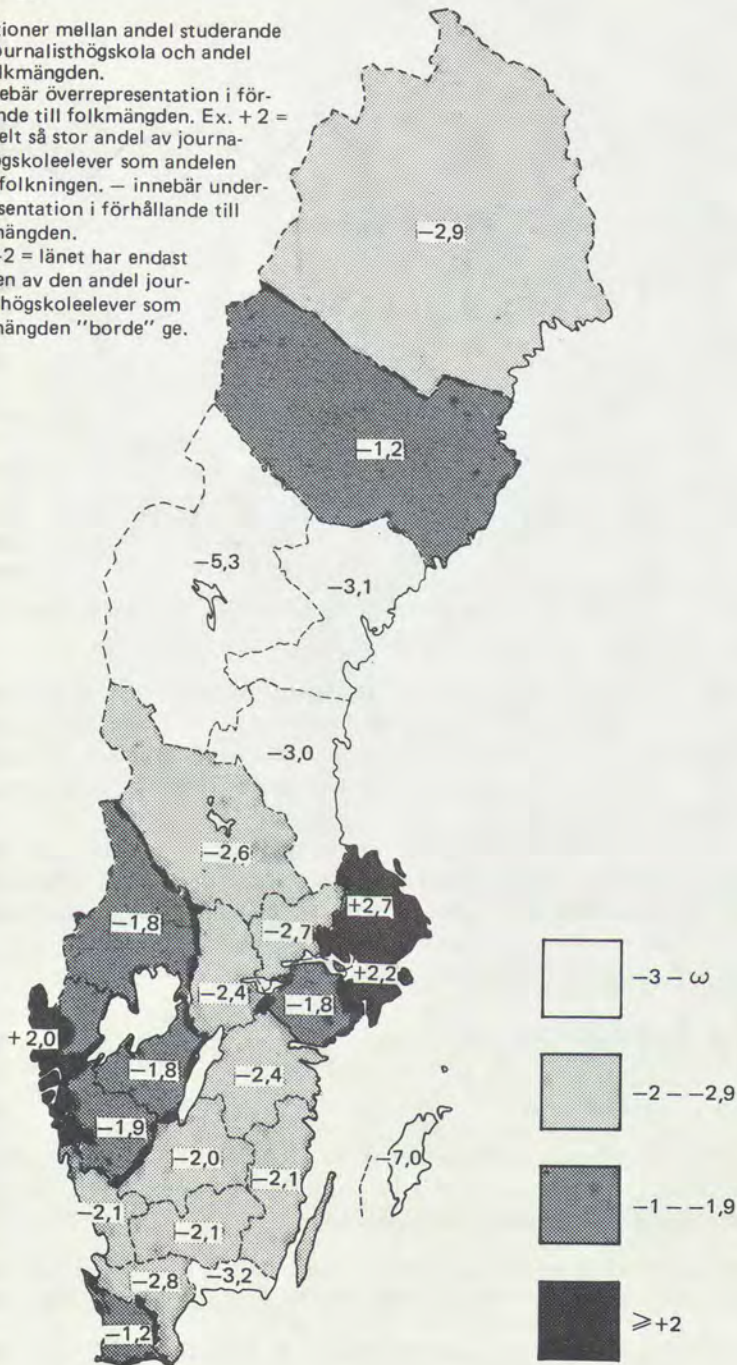 tioner mellan andel studerande
ournalisthögskola och andel
lkmängden.
ebär överrepresentation i för-
nde till folkmängden. Ex. + 2 =
elt så stor andel av journa-
ögskoleelever som andelen
folkningen. — innebär under-
sentation i förhållande till
mängden.
-2 = länet har endast
en av den andel jour-
thögskoleelever som
mängden "borde" ge.
—2,9
—1,2
—5,3
—3,1
—3,0
—2,6
—1,8
—2,7
+2,7
+2,2
—2,4
—1,8
+ 2,0
—1,8
—2,4
—1,9
—2,0
—2,1
—7,0
—2,1
—2,1
—2,8
—3,2
—1,2
—3 — ω
—2 — —2,9
—1 — —1,9
⩾ +2